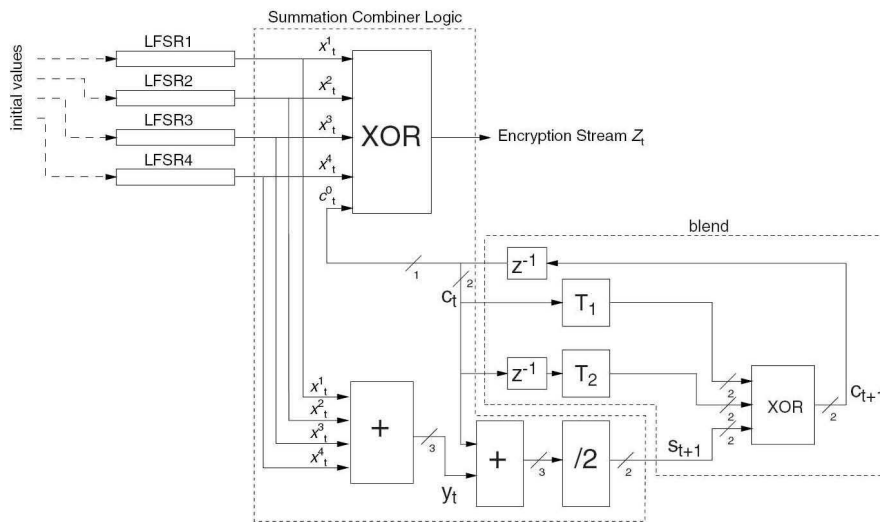 Summation Combiner Logic
initial values
LFSR1
LFSR2
LFSR3
LFSR4
x¹ₜ
x²ₜ
x³ₜ
x⁴ₜ
c⁰ₜ
XOR
Encryption Stream Zₜ
blend
1
2
cₜ
z⁻¹
T₁
z⁻¹
T₂
2
2
2
XOR
2
cₜ₊₁
x¹ₜ
x²ₜ
x³ₜ
x⁴ₜ
+
3
yₜ
+
3
/2
2
sₜ₊₁